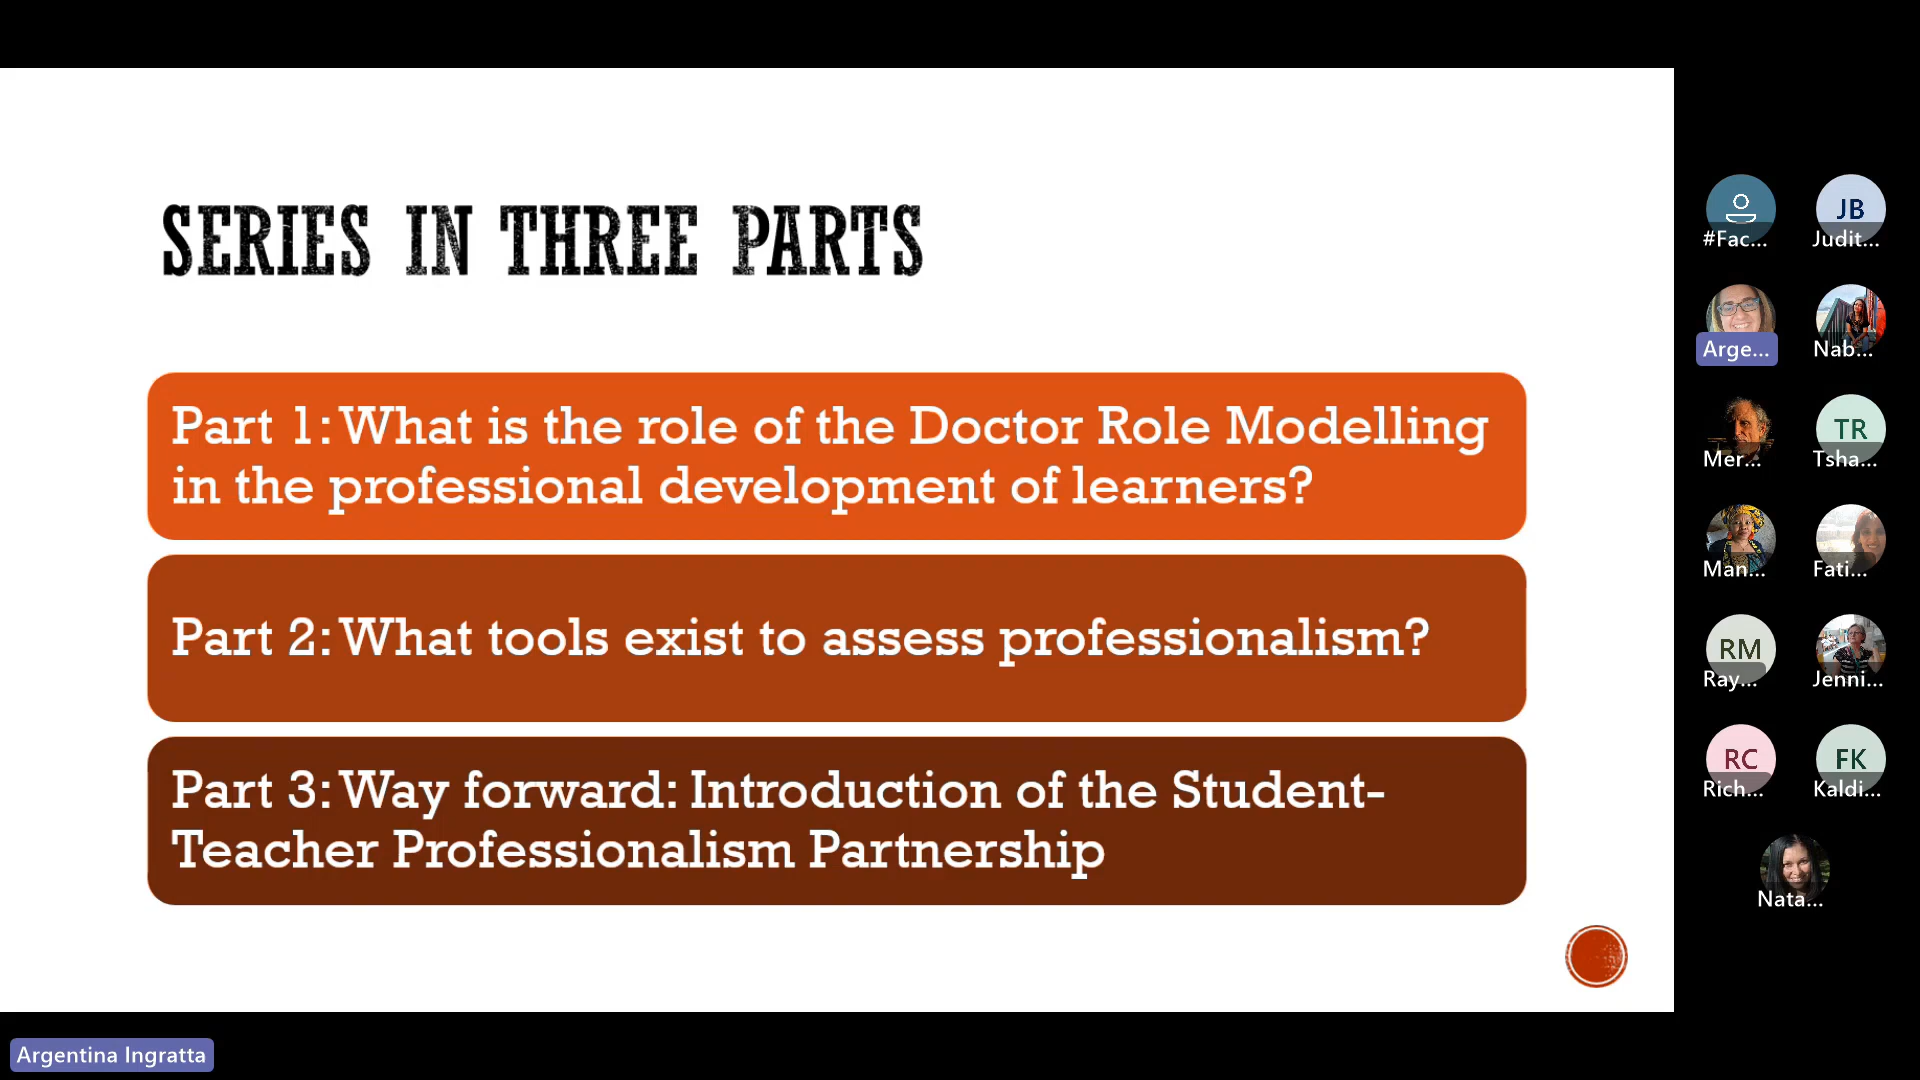 SERIES IN THREE PARTS
Part 1: What is the role of the Doctor Role Modelling
in the professional development of learners?
Part 2: What tools exist to assess professionalism?
Part 3: Way forward: Introduction of the Student-
Teacher Professionalism Partnership
#Fac...
JB
Judit...
Arge...
Nab...
Mer...
TR
Tsha...
Man...
Fati...
RM
Ray...
Jenni...
RC
Rich...
FK
Kaldi...
Nata...
Argentina Ingratta